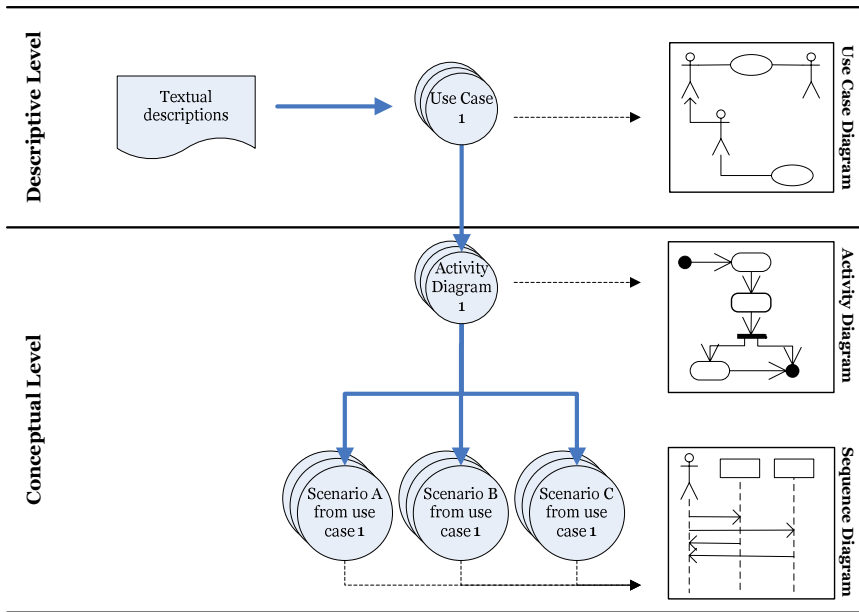 Descriptive Level
Textual
descriptions
Use Case
1
Use Case Diagram
Conceptual Level
Activity
Diagram
1
Activity Diagram
Scenario A
from use
case 1
Scenario B
from use
case 1
Scenario C
from use
case 1
Sequence Diagram